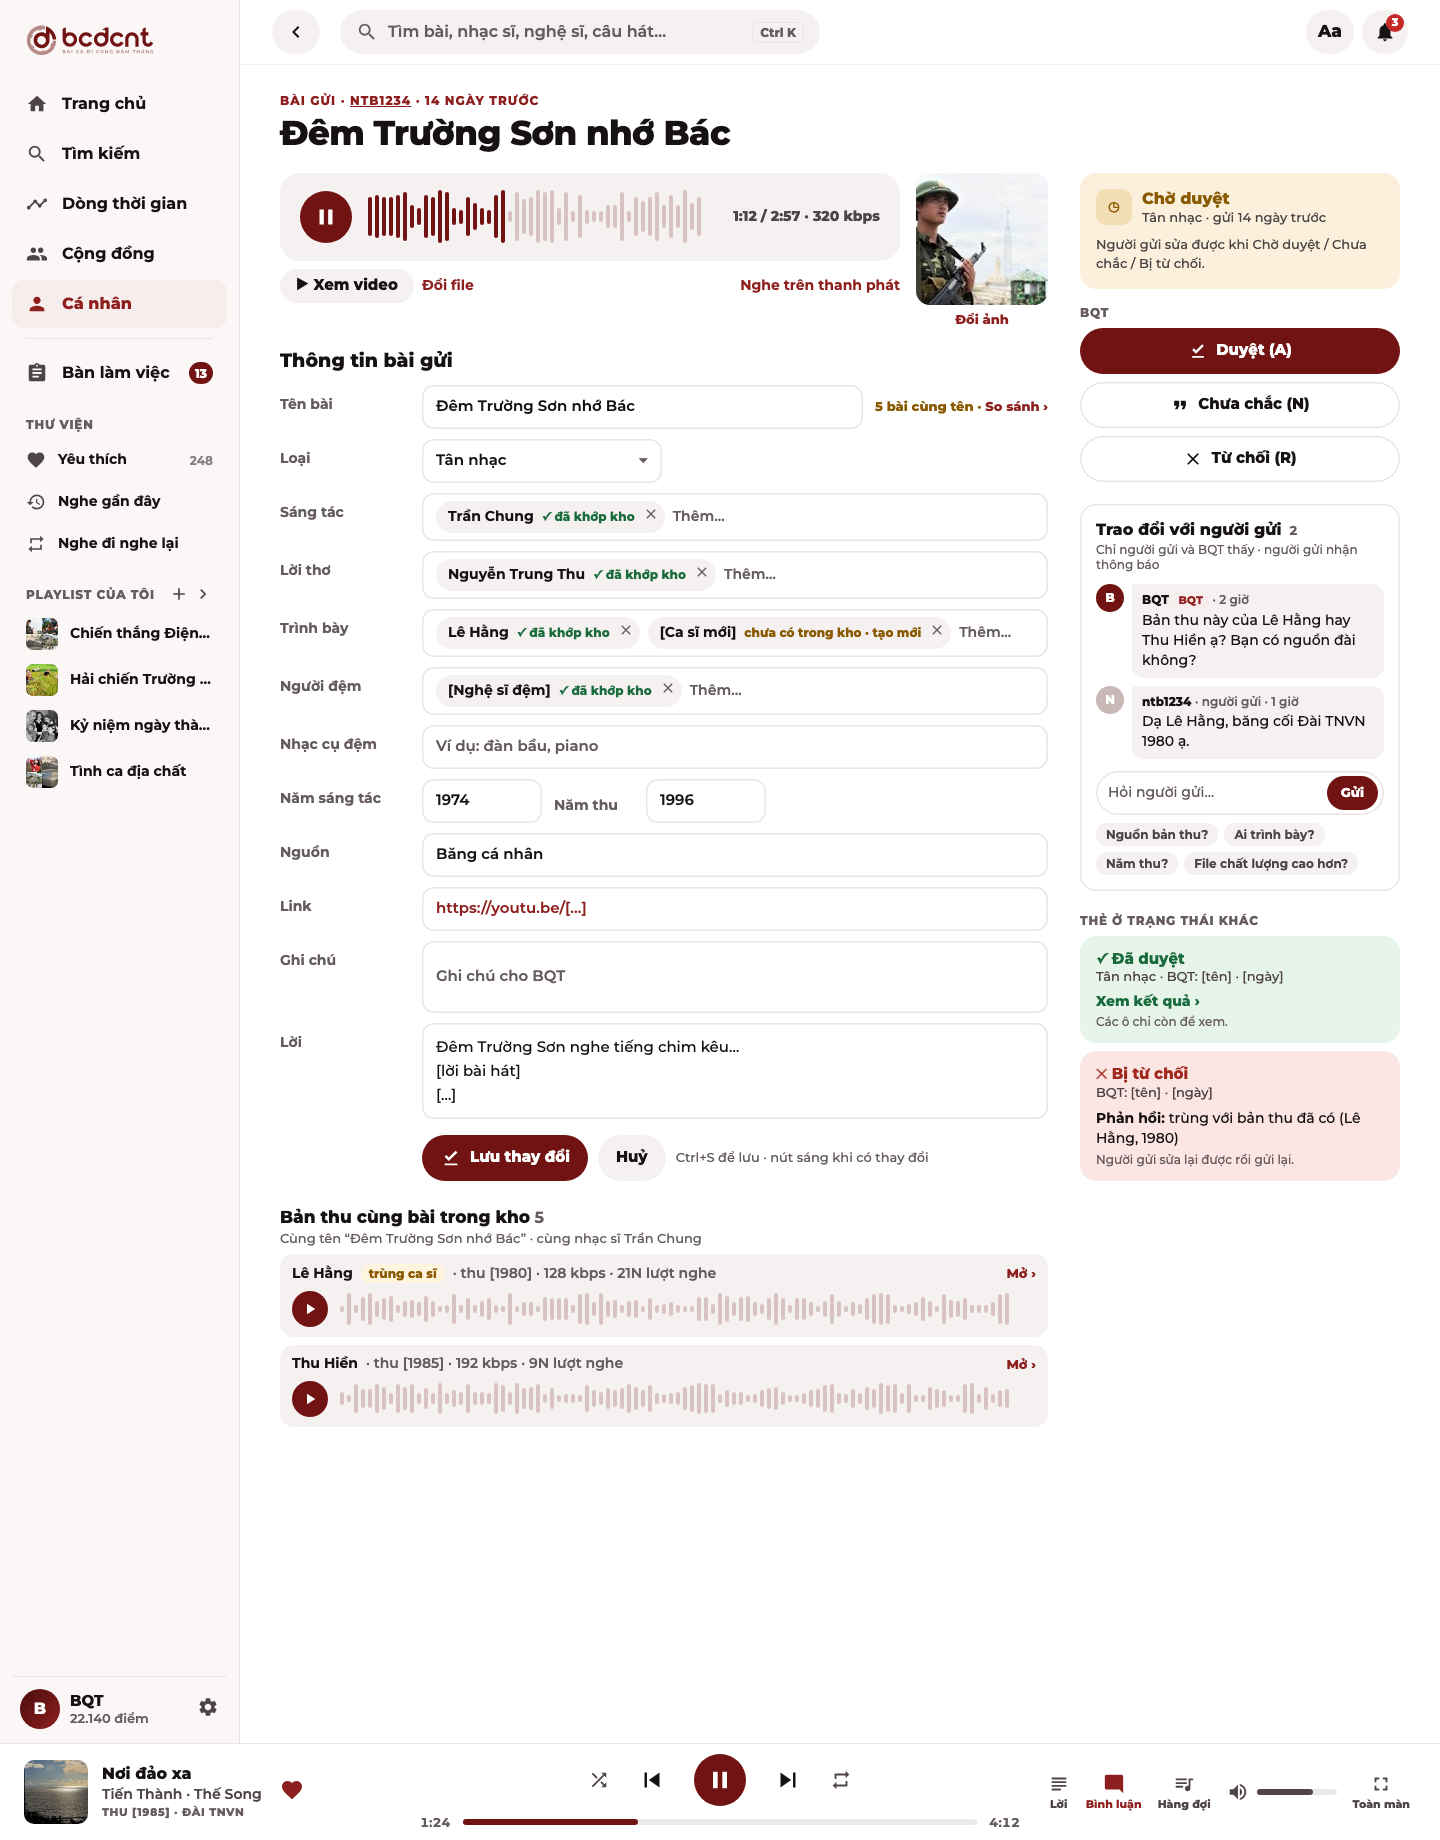 bcdcnt
BÀI CA ĐI CÙNG NĂM THÁNG
Trang chủ
Tìm kiếm
Dòng thời gian
Cộng đồng
Cá nhân
Bàn làm việc 13
THƯ VIỆN
Yêu thích 248
Nghe gần đây
Nghe đi nghe lại
PLAYLIST CỦA TÔI
Chiến thắng Điện...
Hải chiến Trường ...
Kỷ niệm ngày thà...
Tình ca địa chất
B
BQT
22.140 điểm
Tìm bài, nhạc sĩ, nghệ sĩ, câu hát... Ctrl K
Aa
3
BÀI GỬI · NTB1234 · 14 NGÀY TRƯỚC
Đêm Trường Sơn nhớ Bác
1:12 / 2:57 · 320 kbps
Xem video Đổi file Nghe trên thanh phát
Đổi ảnh
Thông tin bài gửi
Tên bài Đêm Trường Sơn nhớ Bác 5 bài cùng tên · So sánh ›
Loại Tân nhạc
Sáng tác Trần Chung ✓ đã khớp kho × Thêm...
Lời thơ Nguyễn Trung Thu ✓ đã khớp kho × Thêm...
Trình bày Lê Hằng ✓ đã khớp kho × [Ca sĩ mới] chưa có trong kho · tạo mới × Thêm...
Người đệm [Nghệ sĩ đệm] ✓ đã khớp kho × Thêm...
Nhạc cụ đệm Ví dụ: đàn bầu, piano
Năm sáng tác 1974 Năm thu 1996
Nguồn Băng cá nhân
Link https://youtu.be/[...]
Ghi chú Ghi chú cho BQT
Lời Đêm Trường Sơn nghe tiếng chim kêu...
[lời bài hát]
[...]
Lưu thay đổi Huỷ Ctrl+S để lưu · nút sáng khi có thay đổi
Bản thu cùng bài trong kho 5
Cùng tên “Đêm Trường Sơn nhớ Bác” · cùng nhạc sĩ Trần Chung
Lê Hằng trùng ca sĩ · thu [1980] · 128 kbps · 21N lượt nghe Mở ›
Thu Hiền · thu [1985] · 192 kbps · 9N lượt nghe Mở ›
Chờ duyệt
Tân nhạc · gửi 14 ngày trước
Người gửi sửa được khi Chờ duyệt / Chưa
chắc / Bị từ chối.
BQT
Duyệt (A)
Chưa chắc (N)
Từ chối (R)
Trao đổi với người gửi 2
Chỉ người gửi và BQT thấy · người gửi nhận
thông báo
B
BQT BQT · 2 giờ
Bản thu này của Lê Hằng hay
Thu Hiền ạ? Bạn có nguồn đài
không?
N
ntb1234 · người gửi · 1 giờ
Dạ Lê Hằng, băng cối Đài TNVN
1980 ạ.
Hỏi người gửi... Gửi
Nguồn bản thu? Ai trình bày?
Năm thu? File chất lượng cao hơn?
THẺ Ở TRẠNG THÁI KHÁC
✓ Đã duyệt
Tân nhạc · BQT: [tên] · [ngày]
Xem kết quả ›
Các ô chỉ còn để xem.
× Bị từ chối
BQT: [tên] · [ngày]
Phản hồi: trùng với bản thu đã có (Lê
Hằng, 1980)
Người gửi sửa lại được rồi gửi lại.
Nơi đảo xa
Tiến Thành · Thế Song
THU [1985] · ĐÀI TNVN
1:24 4:12
Lời Bình luận Hàng đợi Toàn màn